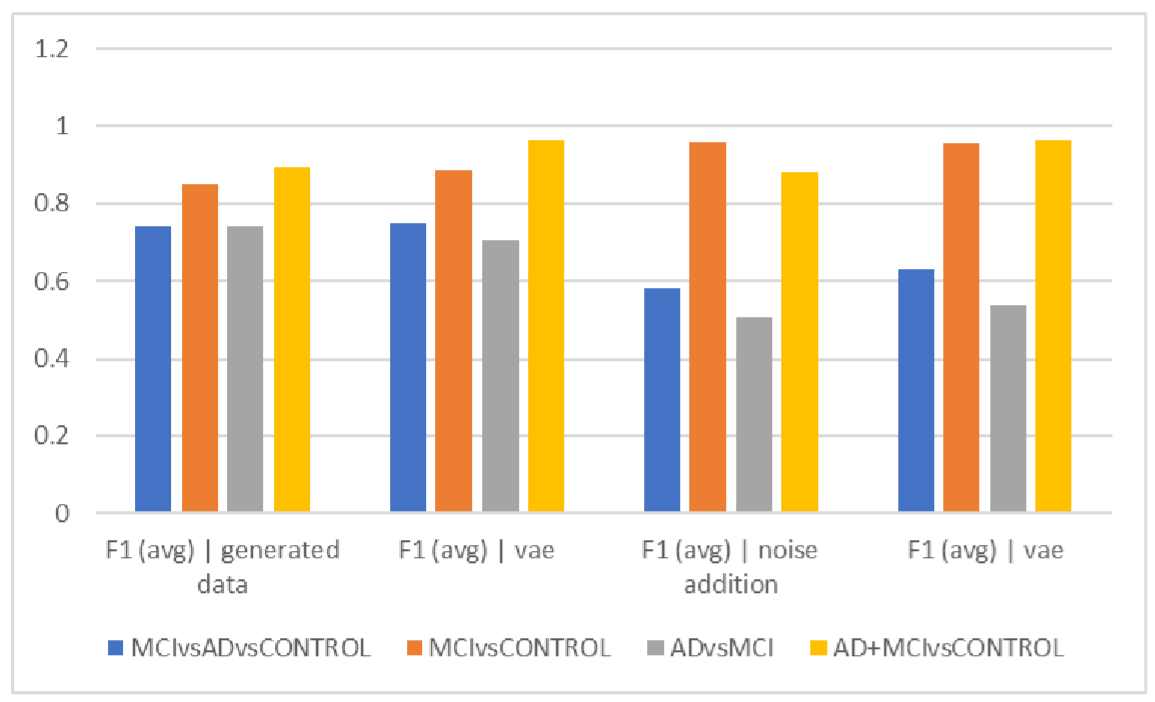 1.2
1
0.8
0.6
0.4
0.2
0
F1 (avg) | generated
data
F1 (avg) | vae
F1 (avg) | noise
addition
F1 (avg) | vae
MCIvsADvsCONTROL
MCIvsCONTROL
ADvsMCI
AD+MCIvsCONTROL